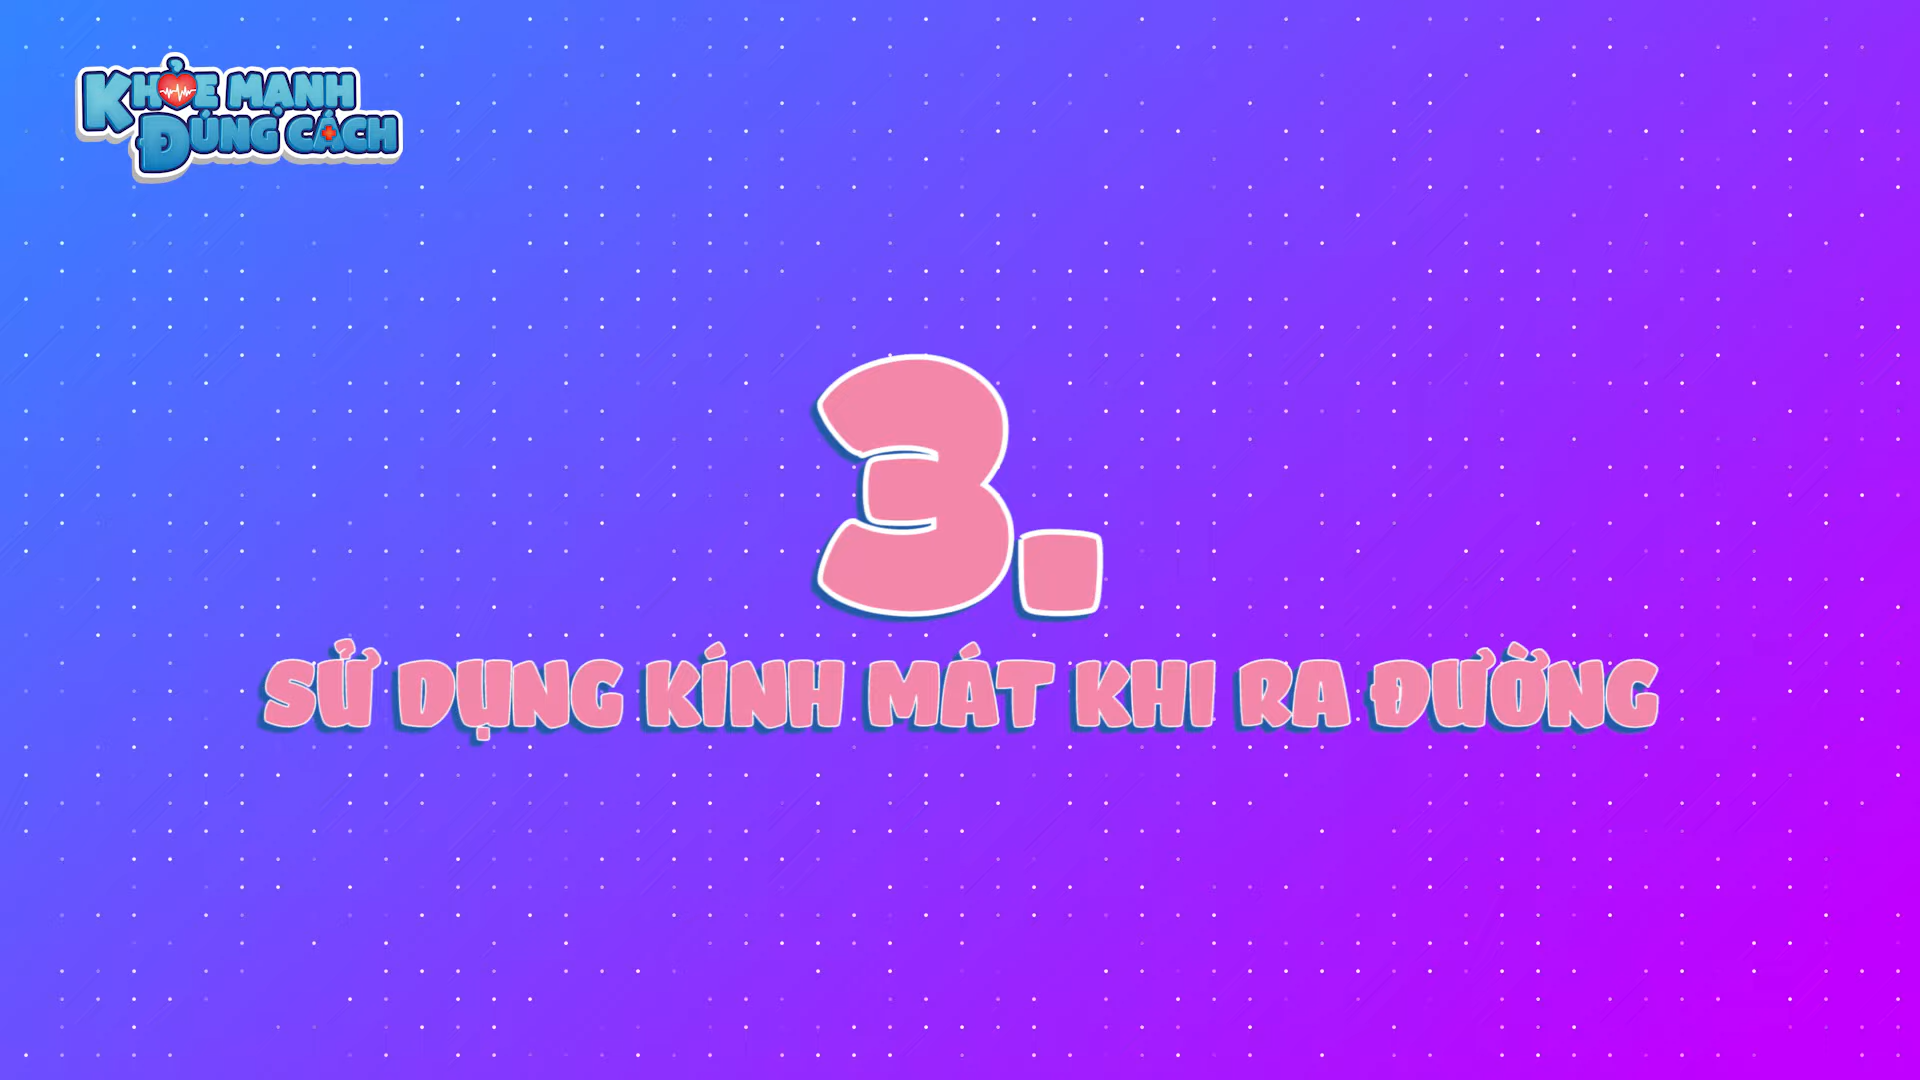 KHỎE MẠNH
ĐÚNG CÁCH
3.
SỬ DỤNG KÍNH MÁT KHI RA ĐƯỜNG